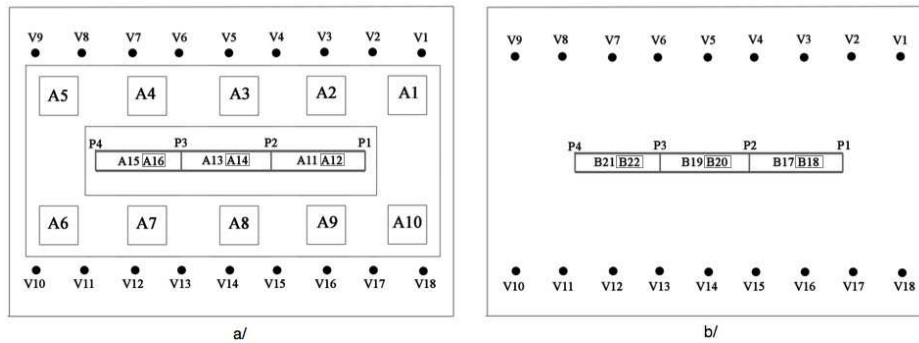 V9 V8 V7 V6 V5 V4 V3 V2 V1
A5 A4 A3 A2 A1
P4 P3 P2 P1
A15 A16 A13 A14 A11 A12
A6 A7 A8 A9 A10
V10 V11 V12 V13 V14 V15 V16 V17 V18
a/
V9 V8 V7 V6 V5 V4 V3 V2 V1
P4 P3 P2 P1
B21 B22 B19 B20 B17 B18
V10 V11 V12 V13 V14 V15 V16 V17 V18
b/